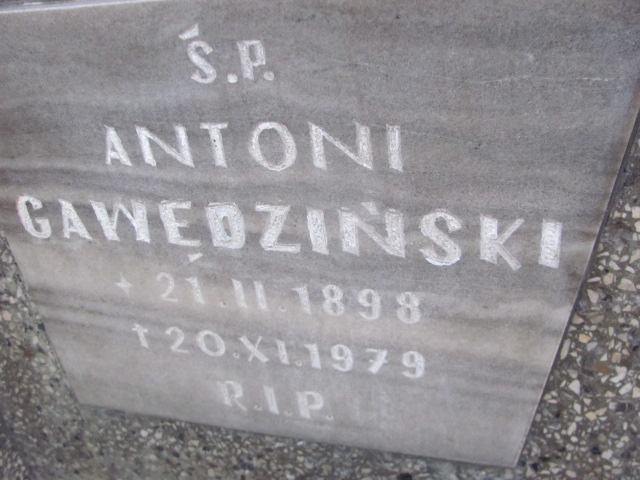 Ś.P.
ANTONI
GAWĘDZIŃSKI
+ 21.II.1898
† 20.XI.1979
R.I.P.